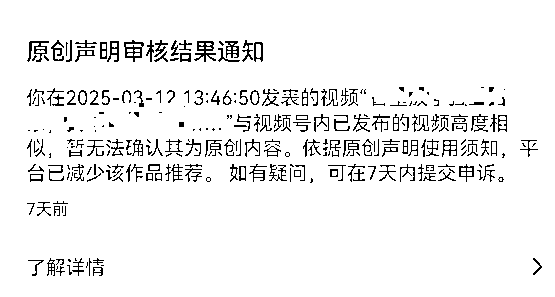 原创声明审核结果通知
你在2025-03-12 13:46:50发表的视频“
……”与视频号内已发布的视频高度相
似，暂无法确认其为原创内容。依据原创声明使用须知，平
台已减少该作品推荐。 如有疑问，可在7天内提交申诉。
7天前
了解详情